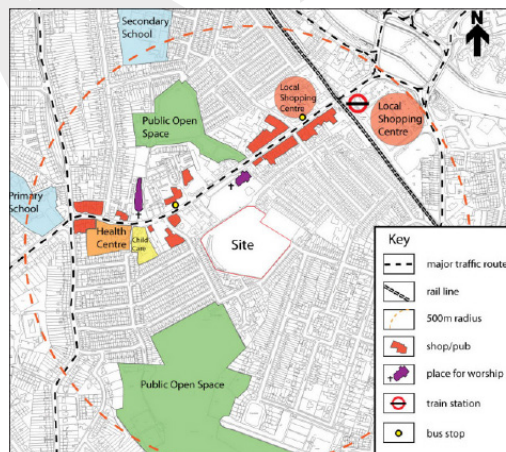 Secondary
School
N
Local
Shopping
Centre
Local
Shopping
Centre
Public Open
Space
Primary
School
Health
Centre
Child
Care
Site
Public Open Space
Key
major traffic route
rail line
500m radius
shop/pub
place for worship
train station
bus stop